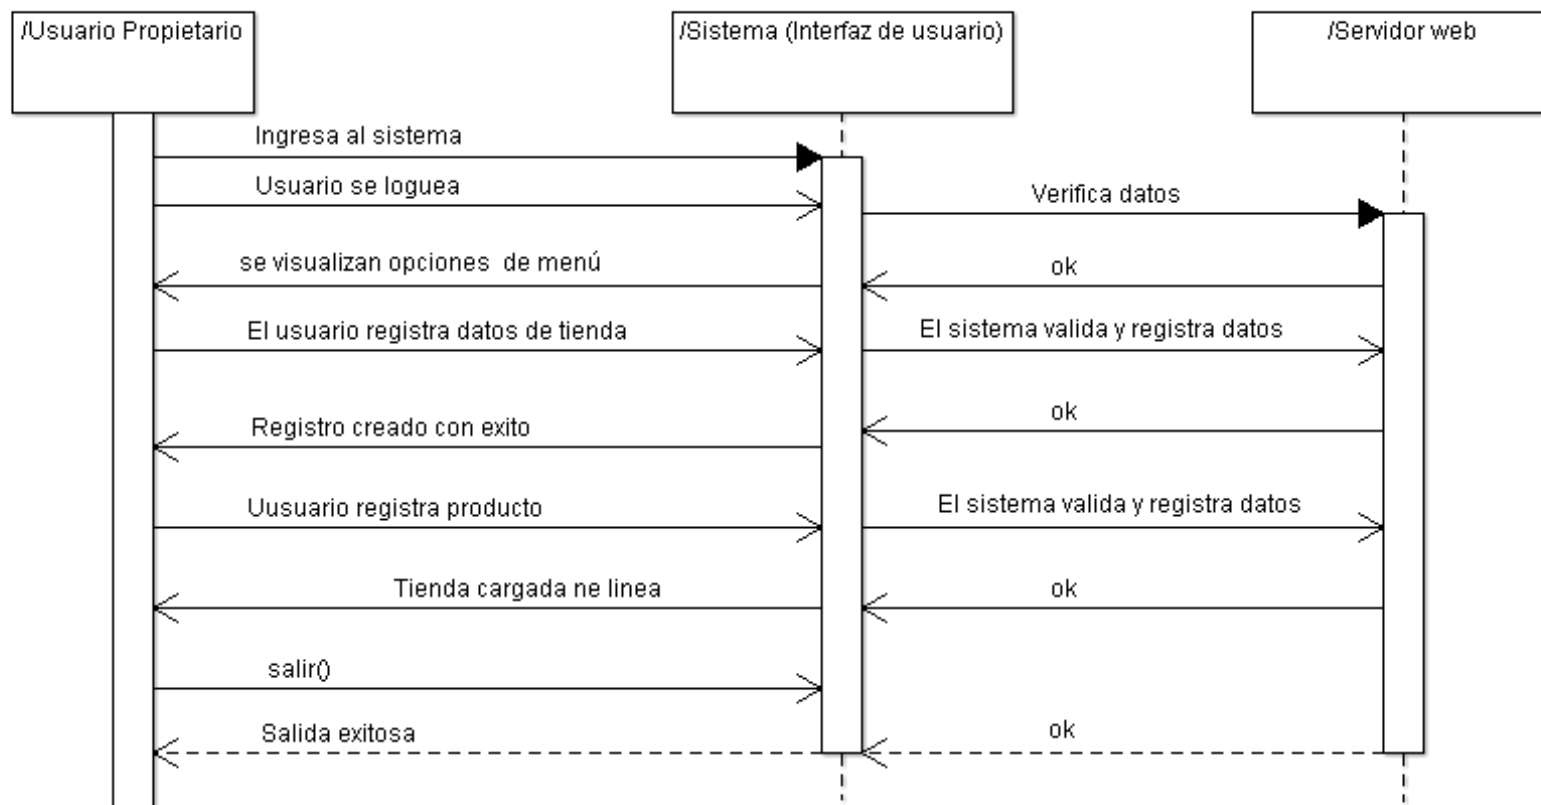 /Usuario Propietario
/Sistema (Interfaz de usuario)
/Servidor web
Ingresa al sistema
Usuario se loguea
Verifica datos
se visualizan opciones  de menú
ok
El usuario registra datos de tienda
El sistema valida y registra datos
Registro creado con exito
ok
Uusuario registra producto
El sistema valida y registra datos
Tienda cargada ne linea
ok
salir()
Salida exitosa
ok